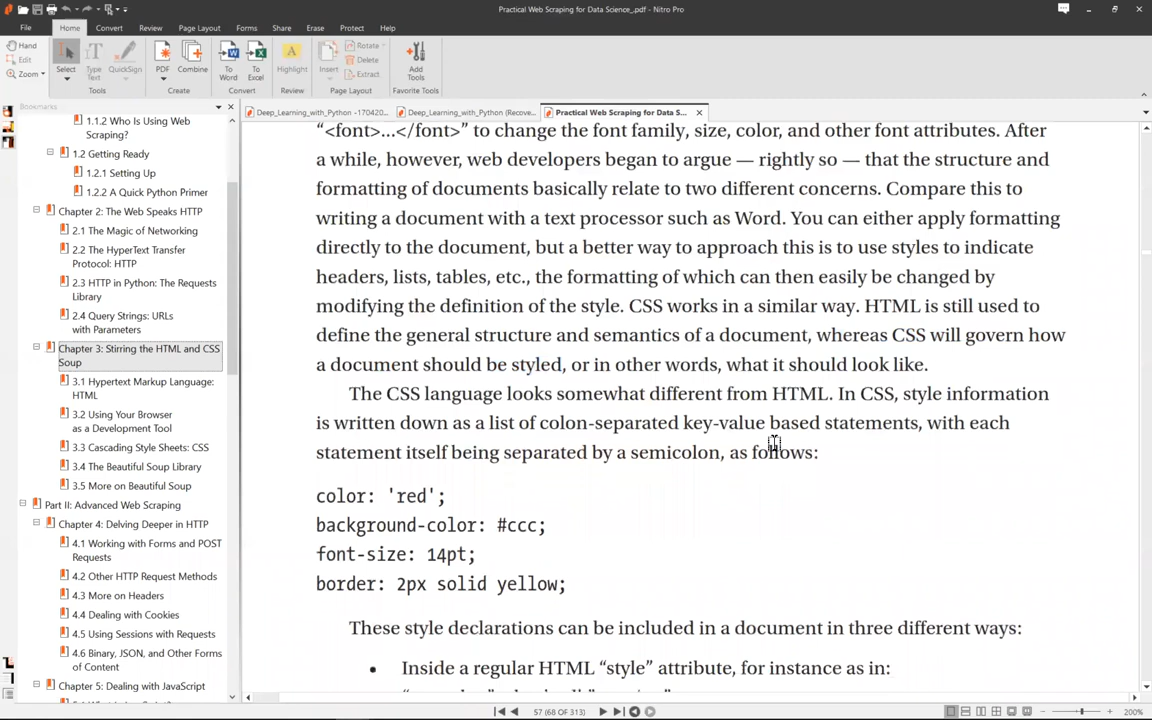 Practical Web Scraping for Data Science_.pdf - Nitro Pro
File Home Convert Review Page Layout Forms Share Erase Protect Help
Hand
Edit
Zoom
Select
Type Text
QuickSign
Tools
PDF
Combine
Create
To Word
To Excel
Convert
Highlight
Review
Insert
Rotate
Delete
Extract
Page Layout
Add Tools
Favorite Tools
Bookmarks
Deep_Learning_with_Python -170420...
Deep_Learning_with_Python (Recove...
Practical Web Scraping for Data S...
1.1.2 Who Is Using Web
Scraping?
1.2 Getting Ready
1.2.1 Setting Up
1.2.2 A Quick Python Primer
Chapter 2: The Web Speaks HTTP
2.1 The Magic of Networking
2.2 The HyperText Transfer
Protocol: HTTP
2.3 HTTP in Python: The Requests
Library
2.4 Query Strings: URLs
with Parameters
Chapter 3: Stirring the HTML and CSS
Soup
3.1 Hypertext Markup Language:
HTML
3.2 Using Your Browser
as a Development Tool
3.3 Cascading Style Sheets: CSS
3.4 The Beautiful Soup Library
3.5 More on Beautiful Soup
Part II: Advanced Web Scraping
Chapter 4: Delving Deeper in HTTP
4.1 Working with Forms and POST
Requests
4.2 Other HTTP Request Methods
4.3 More on Headers
4.4 Dealing with Cookies
4.5 Using Sessions with Requests
4.6 Binary, JSON, and Other Forms
of Content
Chapter 5: Dealing with JavaScript
“<font>...</font>” to change the font family, size, color, and other font attributes. After
a while, however, web developers began to argue — rightly so — that the structure and
formatting of documents basically relate to two different concerns. Compare this to
writing a document with a text processor such as Word. You can either apply formatting
directly to the document, but a better way to approach this is to use styles to indicate
headers, lists, tables, etc., the formatting of which can then easily be changed by
modifying the definition of the style. CSS works in a similar way. HTML is still used to
define the general structure and semantics of a document, whereas CSS will govern how
a document should be styled, or in other words, what it should look like.
The CSS language looks somewhat different from HTML. In CSS, style information
is written down as a list of colon-separated key-value based statements, with each
statement itself being separated by a semicolon, as follows:
color: 'red';
background-color: #ccc;
font-size: 14pt;
border: 2px solid yellow;
These style declarations can be included in a document in three different ways:
• Inside a regular HTML “style” attribute, for instance as in:
57 (68 OF 313)
200%